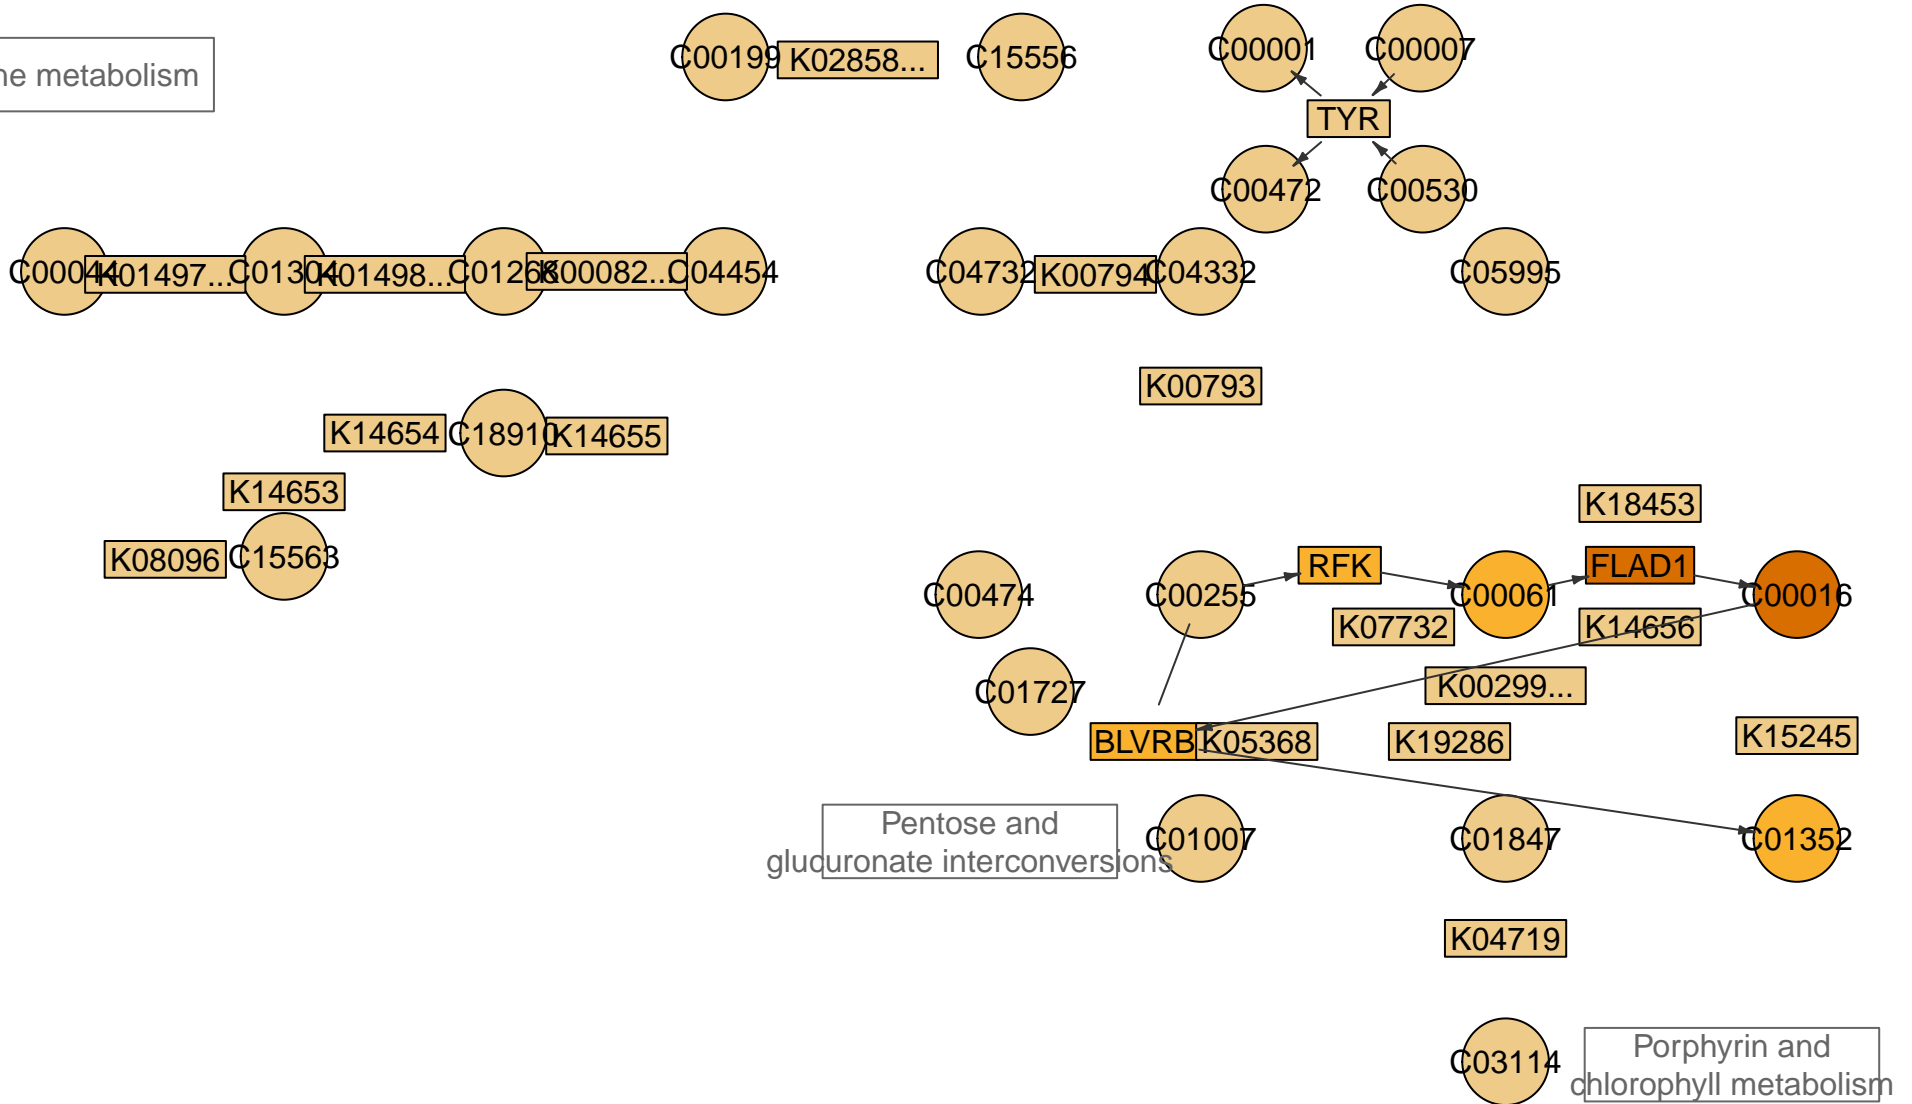 ne metabolism
C00199
K02858...
C15556
C00001
C00007
TYR
C00472
C00530
C00044
K01497...
C01304
K01498...
C01268
K00082...
C04454
C04732
K00794
C04332
C05995
K00793
K14654
C18910
K14655
K14653
K08096
C15563
K18453
C00474
C00255
RFK
C00061
FLAD1
C00016
K07732
K14656
C01727
K00299...
BLVRB
K05368
K19286
K15245
Pentose and
glucuronate interconversions
C01007
C01847
C01352
K04719
C03114
Porphyrin and
chlorophyll metabolism